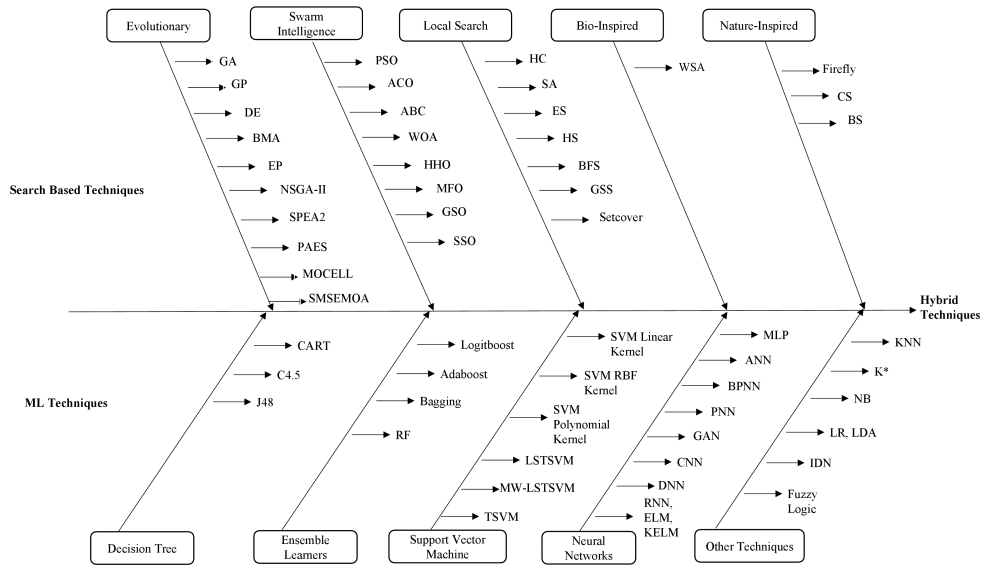 Evolutionary
Swarm
Intelligence
Local Search
Bio-Inspired
Nature-Inspired
GA
GP
DE
BMA
EP
NSGA-II
SPEA2
PAES
MOCELL
SMSEMOA
PSO
ACO
ABC
WOA
HHO
MFO
GSO
SSO
HC
SA
ES
HS
BFS
GSS
Setcover
WSA
Firefly
CS
BS
Search Based Techniques
Hybrid
Techniques
ML Techniques
CART
C4.5
J48
Logitboost
Adaboost
Bagging
RF
SVM Linear
Kernel
SVM RBF
Kernel
SVM
Polynomial
Kernel
LSTSVM
MW-LSTSVM
TSVM
MLP
ANN
BPNN
PNN
GAN
CNN
DNN
RNN,
ELM,
KELM
KNN
K*
NB
LR, LDA
IDN
Fuzzy
Logic
Decision Tree
Ensemble
Learners
Support Vector
Machine
Neural
Networks
Other Techniques